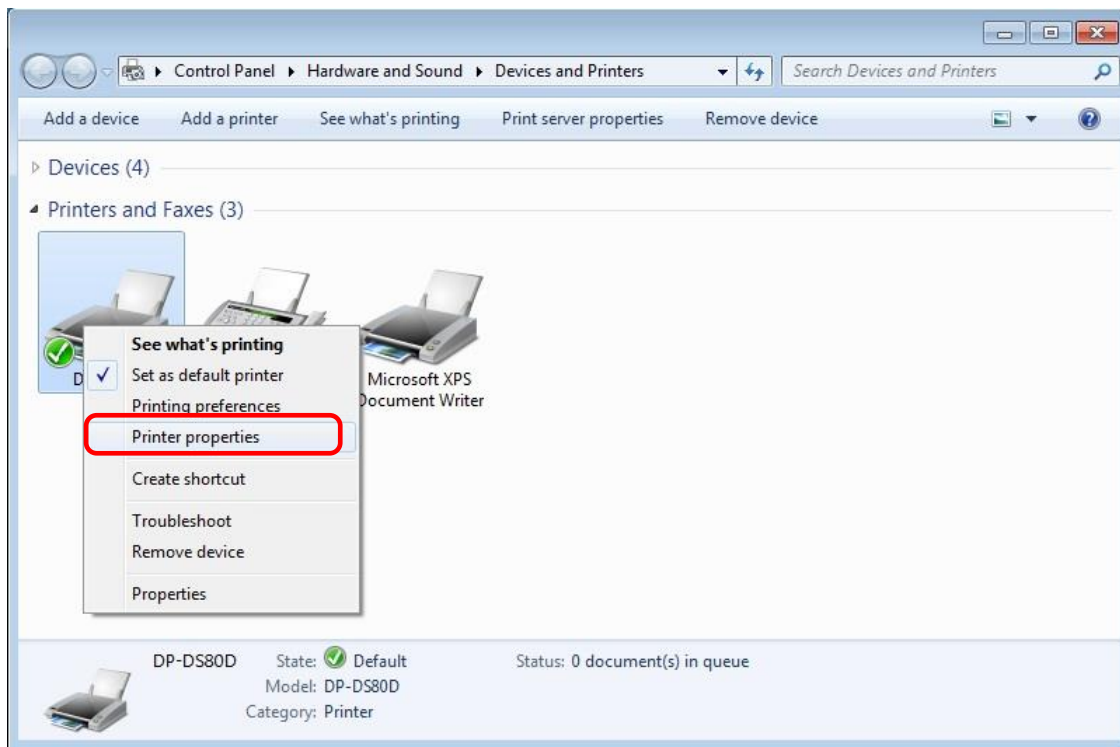 Control Panel Hardware and Sound Devices and Printers Search Devices and Printers
Add a device Add a printer See what's printing Print server properties Remove device
Devices (4)
Printers and Faxes (3)
See what's printing
Set as default printer
Printing preferences
Printer properties
Create shortcut
Troubleshoot
Remove device
Properties
D
Microsoft XPS
Document Writer
DP-DS80D State: Default Status: 0 document(s) in queue
Model: DP-DS80D
Category: Printer